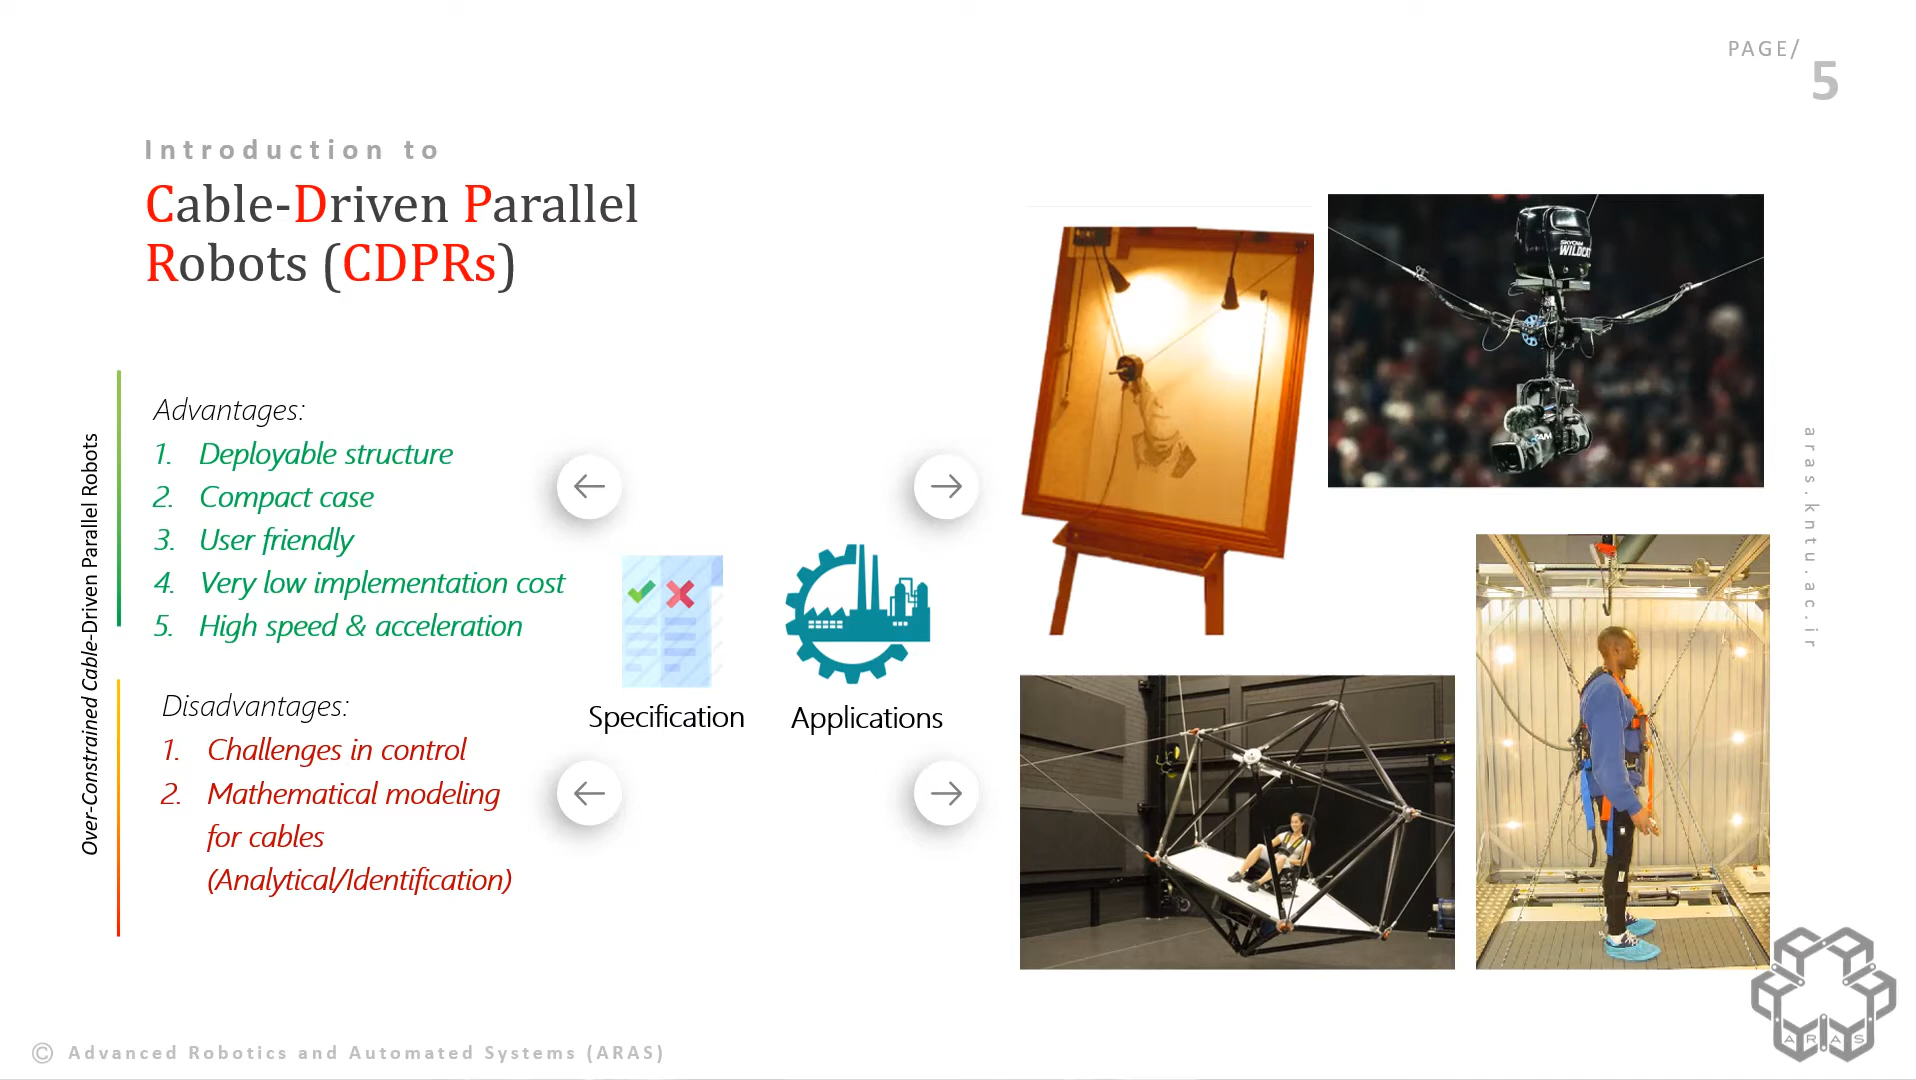 PAGE/
5
Introduction to
Cable-Driven Parallel
Robots (CDPRs)
Over-Constrained Cable-Driven Parallel Robots
Advantages:
1. Deployable structure
2. Compact case
3. User friendly
4. Very low implementation cost
5. High speed & acceleration
Disadvantages:
1. Challenges in control
2. Mathematical modeling
for cables
(Analytical/Identification)
Specification
Applications
SKYCAM
WILDCAT
aras.kntu.ac.ir
ARAS
© Advanced Robotics and Automated Systems (ARAS)